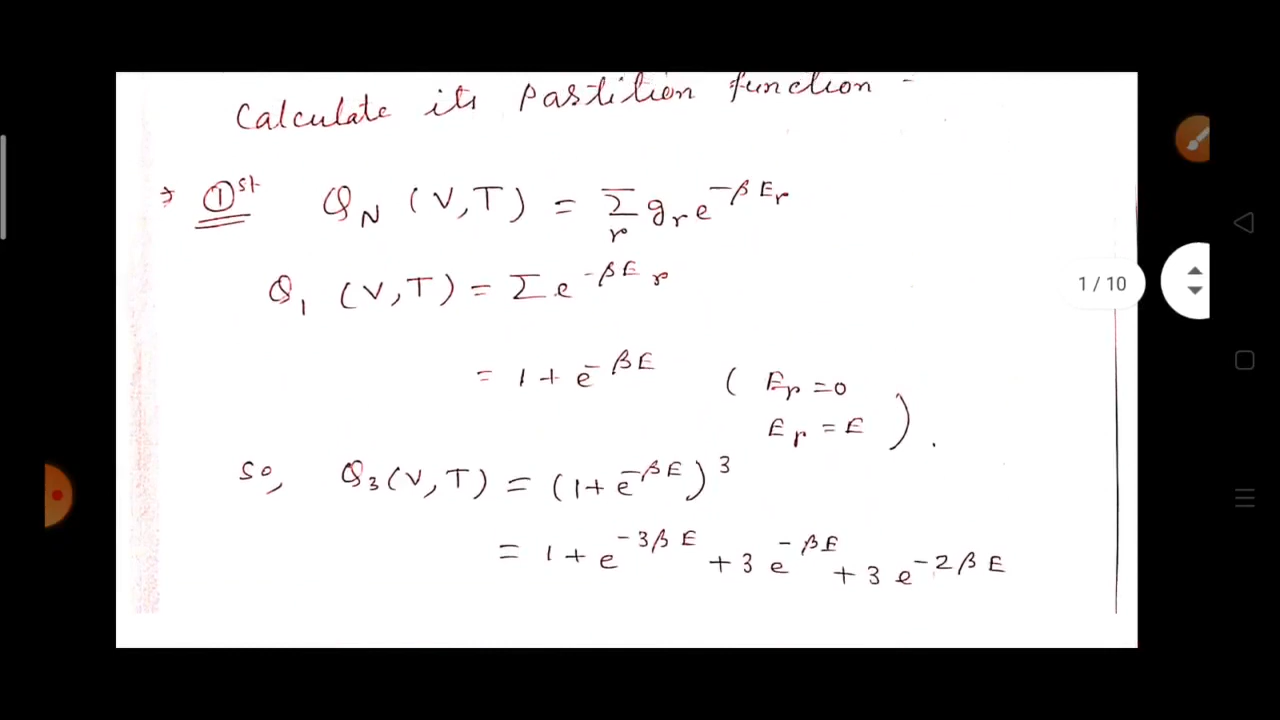 Calculate its Partition function -
→ ①st Q_N (V,T) = Σ_r g_r e^{-βE_r}
Q_1 (V,T) = Σ e^{-βE_r}
= 1 + e^{-βE} ( E_r = 0
E_r = E ) .
So, Q_3 (V,T) = (1 + e^{-βE})^3
= 1 + e^{-3βE} + 3 e^{-βE} + 3 e^{-2βE}
1 / 10